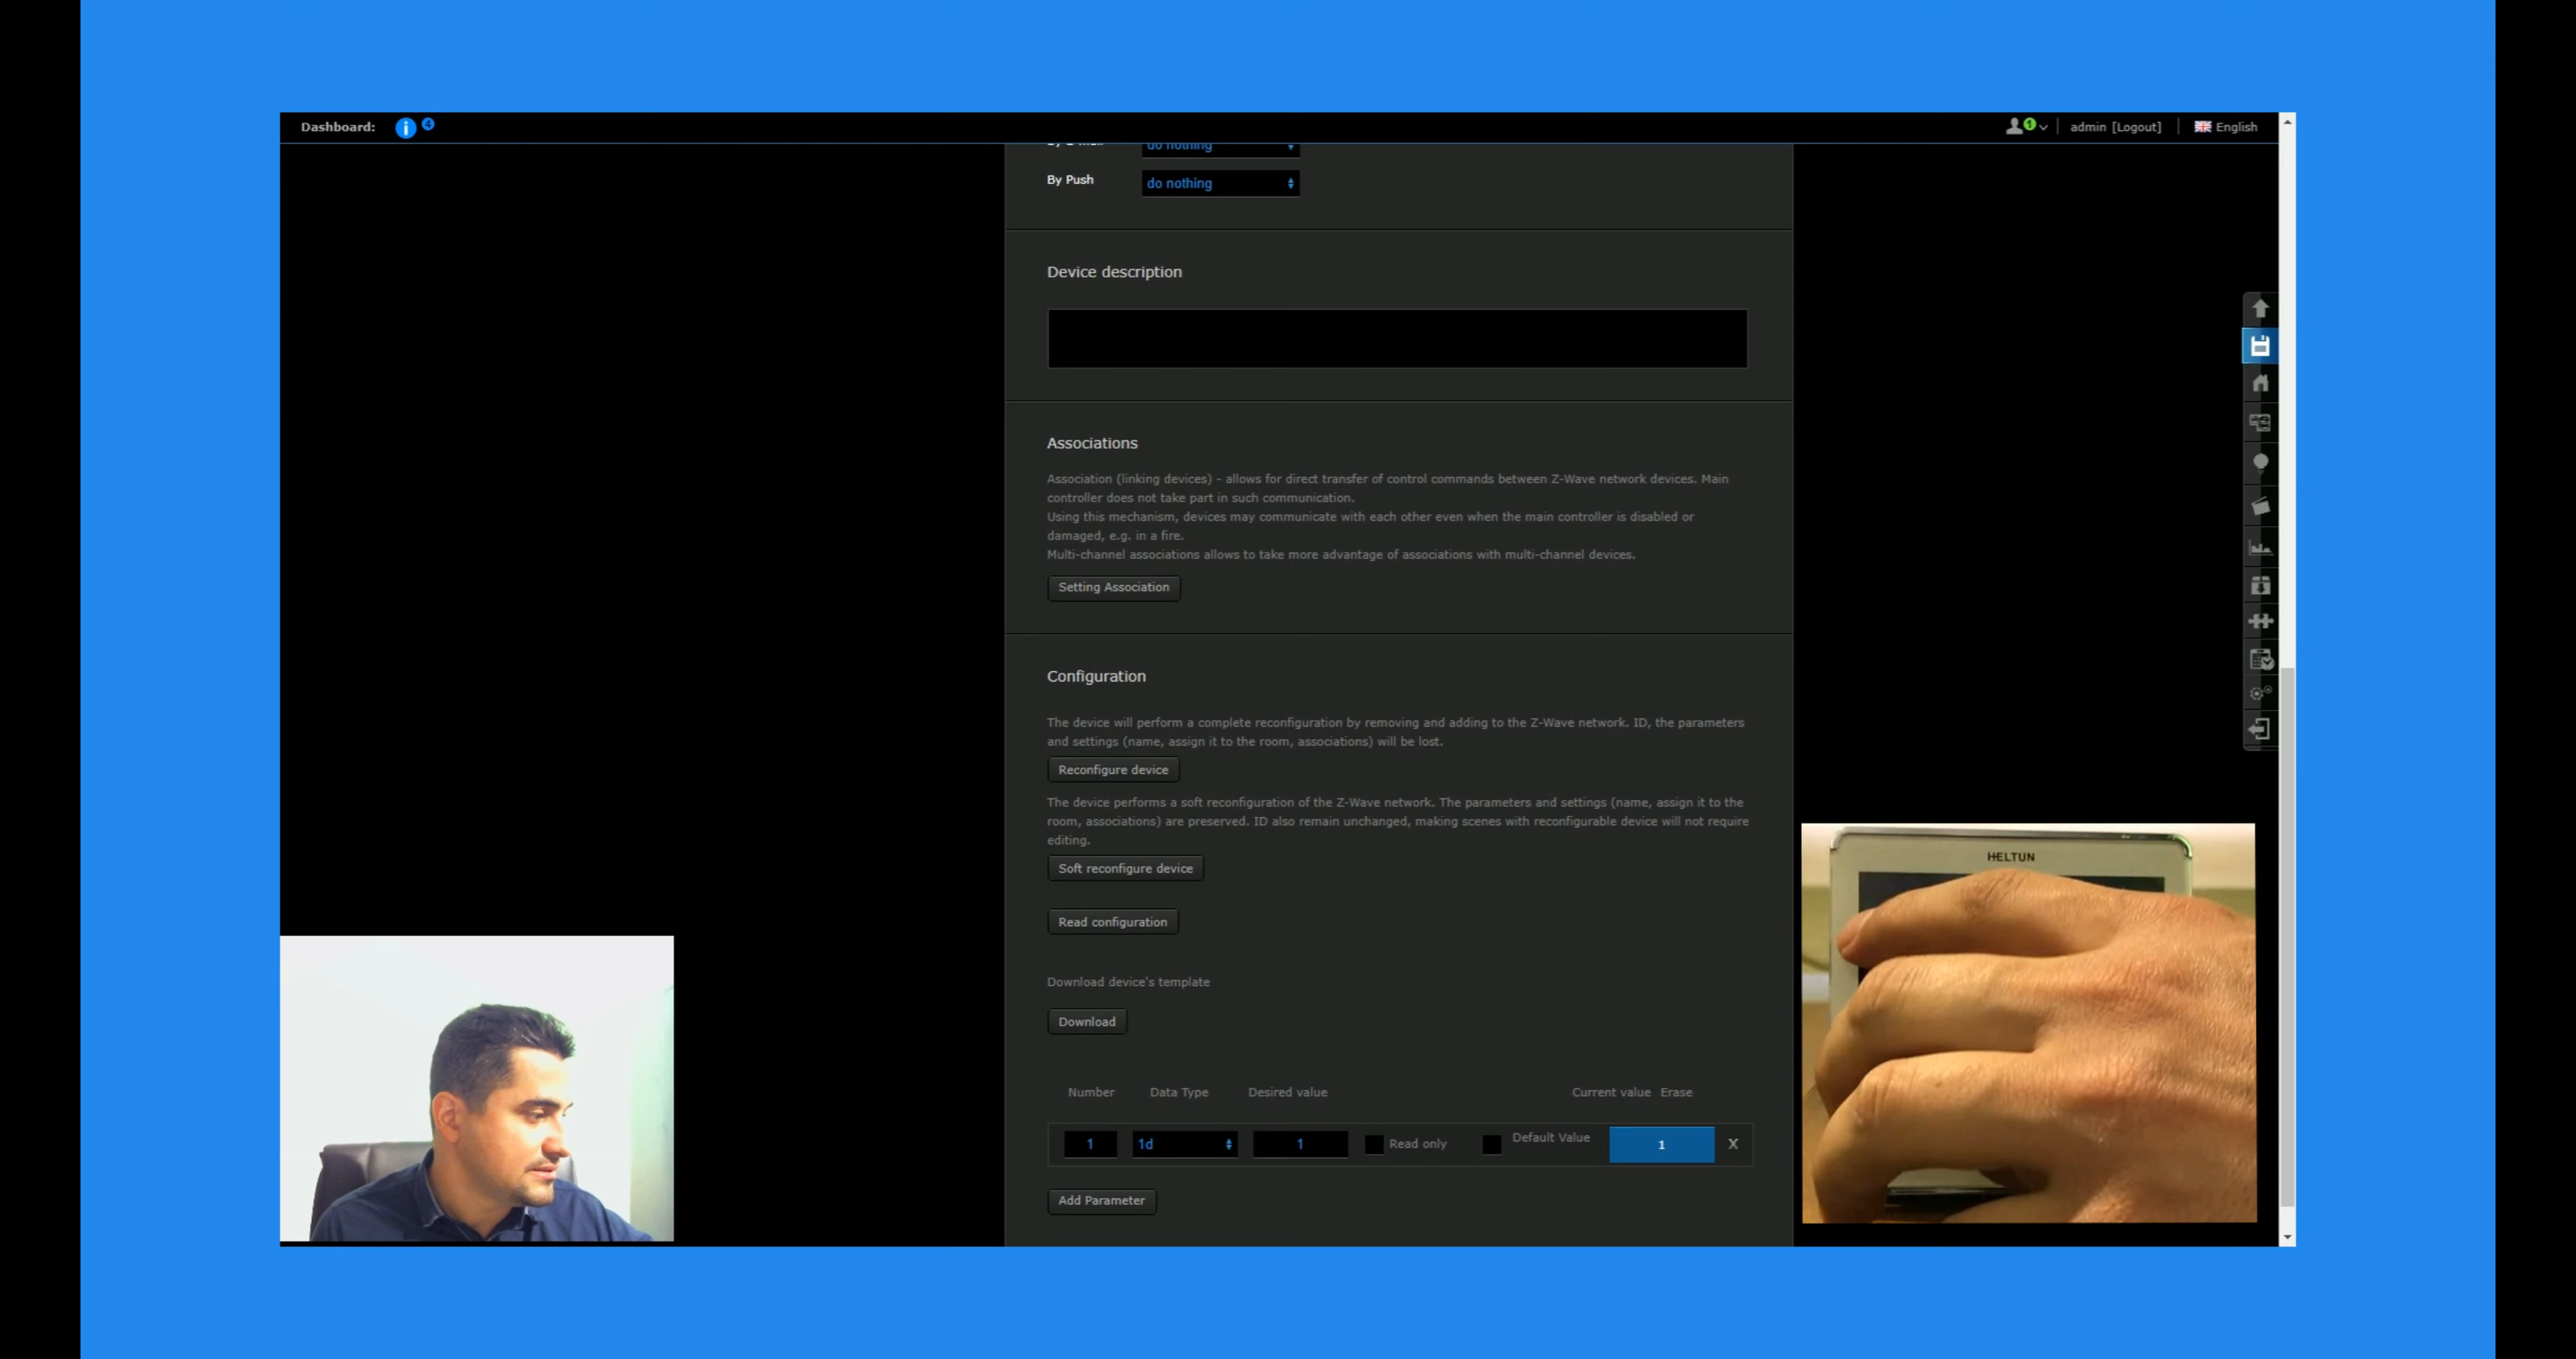 Dashboard: i 4
1 admin [Logout] English
do nothing
By Push do nothing
Device description
Associations
Association (linking devices) - allows for direct transfer of control commands between Z-Wave network devices. Main
controller does not take part in such communication.
Using this mechanism, devices may communicate with each other even when the main controller is disabled or
damaged, e.g. in a fire.
Multi-channel associations allows to take more advantage of associations with multi-channel devices.
Setting Association
Configuration
The device will perform a complete reconfiguration by removing and adding to the Z-Wave network. ID, the parameters
and settings (name, assign it to the room, associations) will be lost.
Reconfigure device
The device performs a soft reconfiguration of the Z-Wave network. The parameters and settings (name, assign it to the
room, associations) are preserved. ID also remain unchanged, making scenes with reconfigurable device will not require
editing.
Soft reconfigure device
Read configuration
Download device's template
Download
Number Data Type Desired value Current value Erase
1 1d 1 Read only Default Value 1 X
Add Parameter
HELTUN